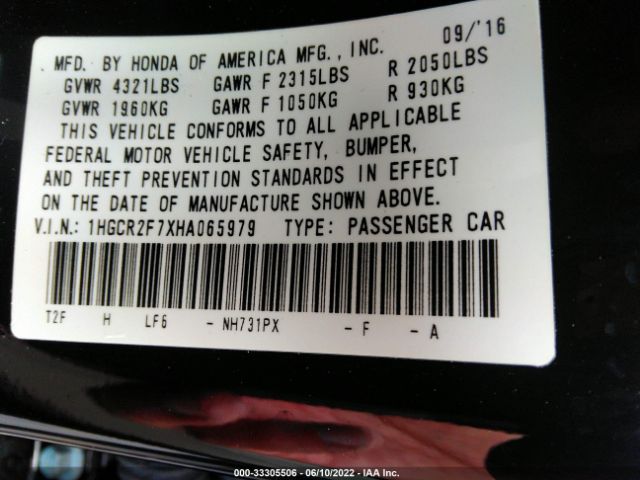 09/'16
MFD. BY HONDA OF AMERICA MFG., INC.
GVWR 4321LBS GAWR F 2315LBS R 2050LBS
GVWR 1960KG GAWR F 1050KG R 930KG
THIS VEHICLE CONFORMS TO ALL APPLICABLE
FEDERAL MOTOR VEHICLE SAFETY, BUMPER,
AND THEFT PREVENTION STANDARDS IN EFFECT
ON THE DATE OF MANUFACTURE SHOWN ABOVE.
V.I.N.: 1HGCR2F7XHA065979 TYPE: PASSENGER CAR
T2F H LF6 - NH731PX - F - A
000-33305506 - 06/10/2022 - IAA Inc.